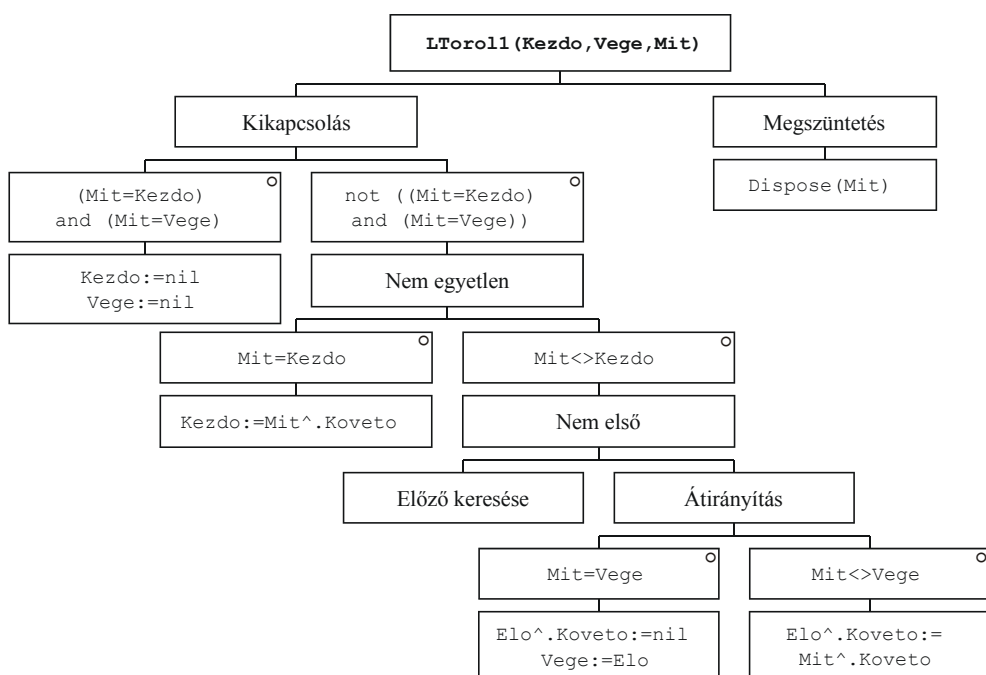 LTorol1(Kezdo,Vege,Mit)
Kikapcsolás
Megszüntetés
(Mit=Kezdo)
and (Mit=Vege)
not ((Mit=Kezdo)
and (Mit=Vege))
Dispose(Mit)
Kezdo:=nil
Vege:=nil
Nem egyetlen
Mit=Kezdo
Mit<>Kezdo
Kezdo:=Mit^.Koveto
Nem első
Előző keresése
Átirányítás
Mit=Vege
Mit<>Vege
Elo^.Koveto:=nil
Vege:=Elo
Elo^.Koveto:=
Mit^.Koveto